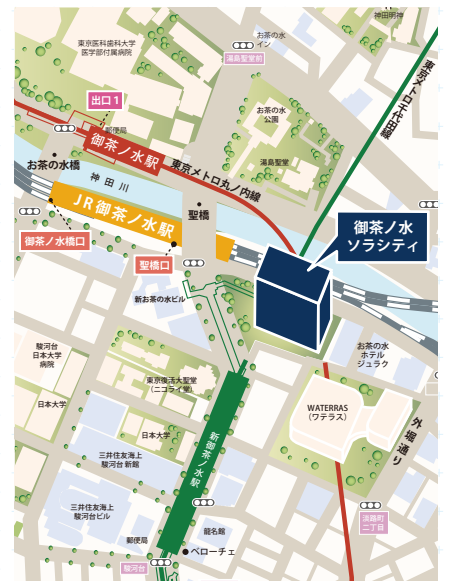 神田明神
お茶の水
イン
湯島聖堂前
東京医科歯科大学
医学部付属病院
東京メトロ千代田線
出口1
郵便局
お茶の水
公園
湯島聖堂
御茶ノ水駅
東京メトロ丸ノ内線
お茶の水橋
神田川
JR御茶ノ水駅
聖橋
御茶ノ水
ソラシティ
御茶ノ水橋口
聖橋口
新お茶の水ビル
お茶の水
ホテル
ジュラク
駿河台
日本大学
病院
東京復活大聖堂
（ニコライ堂）
日本大学
日本大学
WATERRAS
（ワテラス）
外堀通り
新御茶ノ水駅
三井住友海上
駿河台 新館
三井住友海上
駿河台ビル
龍名館
淡路町
二丁目
郵便局
ベローチェ
駿河台